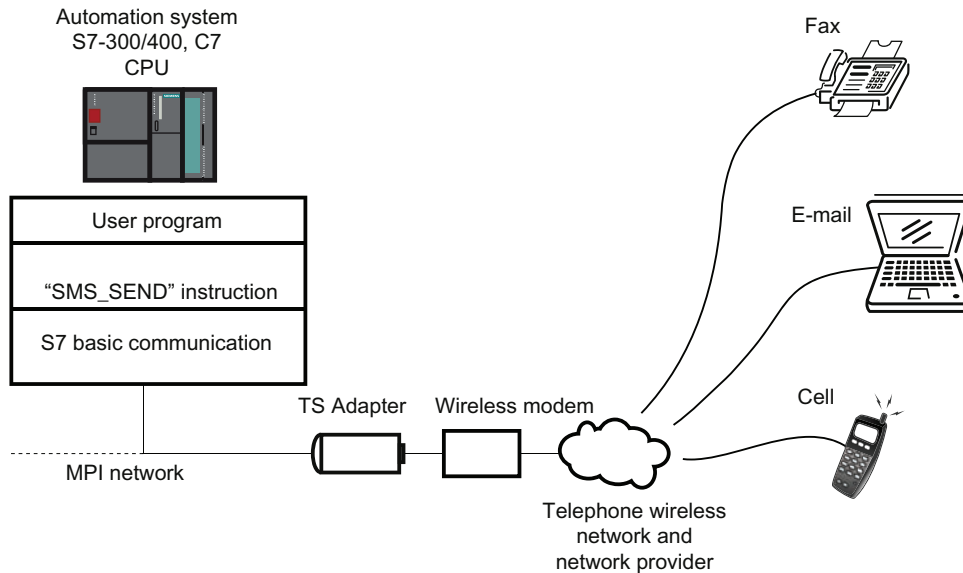 Automation system
S7-300/400, C7
CPU
User program
“SMS_SEND” instruction
S7 basic communication
MPI network
TS Adapter
Wireless modem
Telephone wireless
network and
network provider
Fax
E-mail
Cell